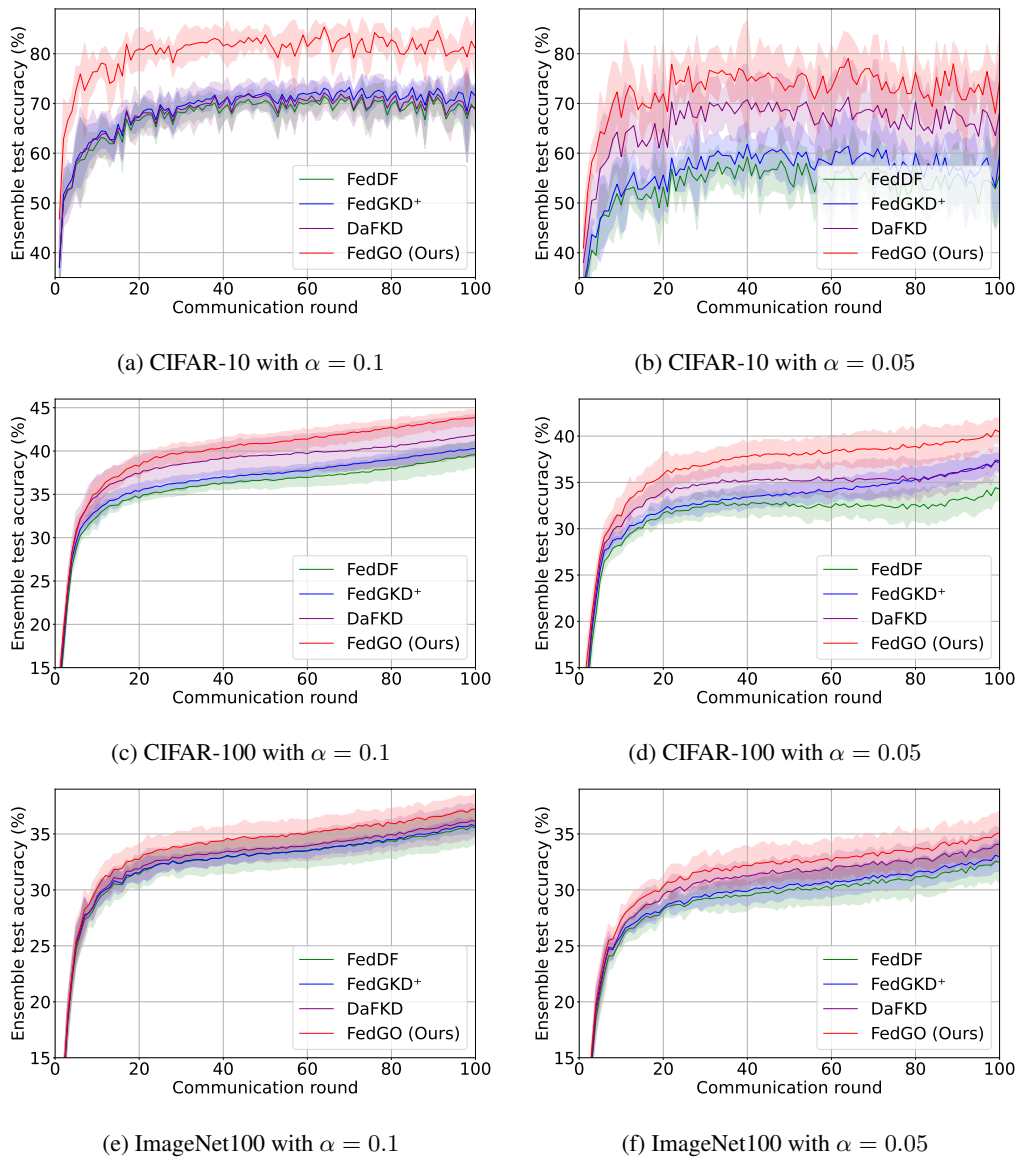 Ensemble test accuracy (%)
80
70
60
50
40
0 20 40 60 80 100
Communication round
FedDF
FedGKD⁺
DaFKD
FedGO (Ours)
(a) CIFAR-10 with α = 0.1
Ensemble test accuracy (%)
80
70
60
50
40
0 20 40 60 80 100
Communication round
FedDF
FedGKD⁺
DaFKD
FedGO (Ours)
(b) CIFAR-10 with α = 0.05
Ensemble test accuracy (%)
45
40
35
30
25
20
15
0 20 40 60 80 100
Communication round
FedDF
FedGKD⁺
DaFKD
FedGO (Ours)
(c) CIFAR-100 with α = 0.1
Ensemble test accuracy (%)
40
35
30
25
20
15
0 20 40 60 80 100
Communication round
FedDF
FedGKD⁺
DaFKD
FedGO (Ours)
(d) CIFAR-100 with α = 0.05
Ensemble test accuracy (%)
35
30
25
20
15
0 20 40 60 80 100
Communication round
FedDF
FedGKD⁺
DaFKD
FedGO (Ours)
(e) ImageNet100 with α = 0.1
Ensemble test accuracy (%)
35
30
25
20
15
0 20 40 60 80 100
Communication round
FedDF
FedGKD⁺
DaFKD
FedGO (Ours)
(f) ImageNet100 with α = 0.05